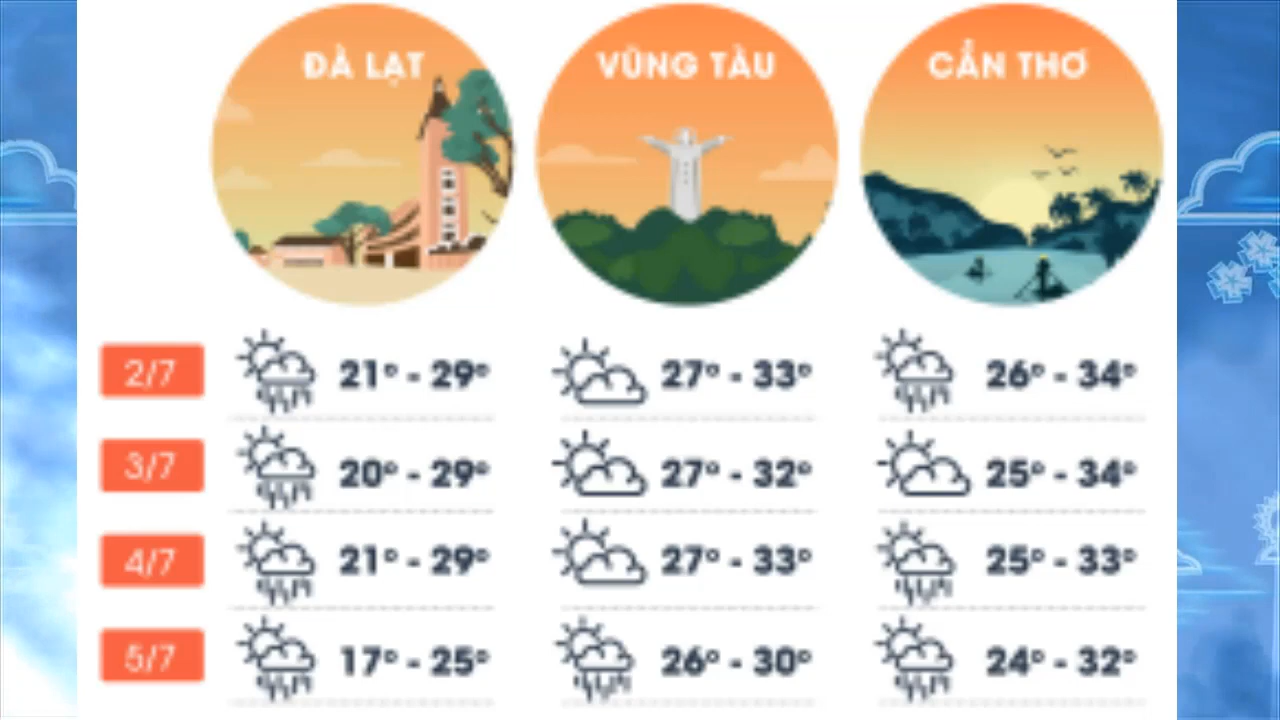 ĐÀ LẠT VŨNG TÀU CẦN THƠ
2/7 21° - 29° 27° - 33° 26° - 34°
3/7 20° - 29° 27° - 32° 25° - 34°
4/7 21° - 29° 27° - 33° 25° - 33°
5/7 17° - 25° 26° - 30° 24° - 32°